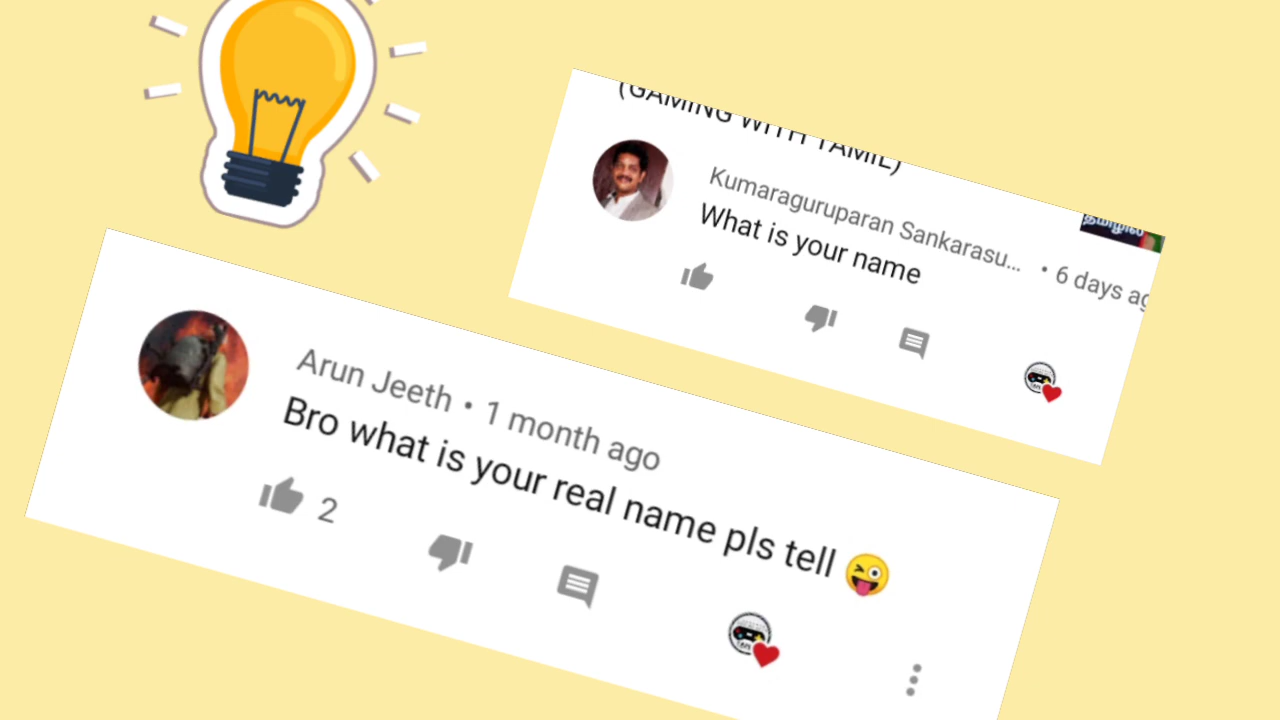 (GAMING WITH TAMIL)
Kumaraguruparan Sankarasu... • 6 days ag
What is your name
தமிழில்
Arun Jeeth • 1 month ago
Bro what is your real name pls tell 😜
2